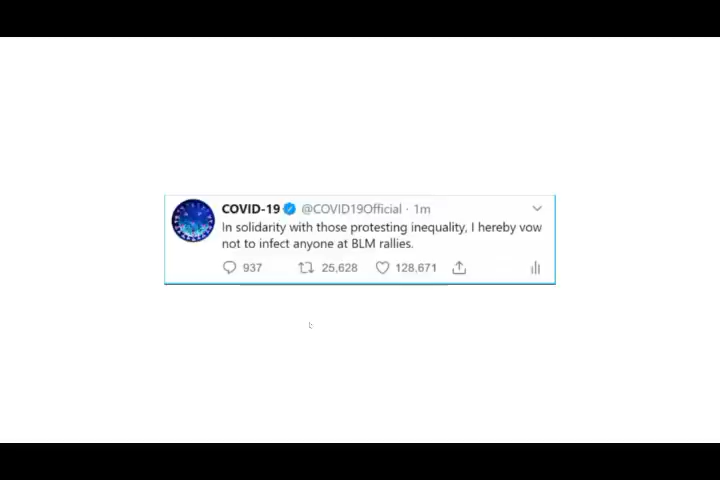 COVID-19 @COVID19Official · 1m
In solidarity with those protesting inequality, I hereby vow
not to infect anyone at BLM rallies.
937 25,628 128,671